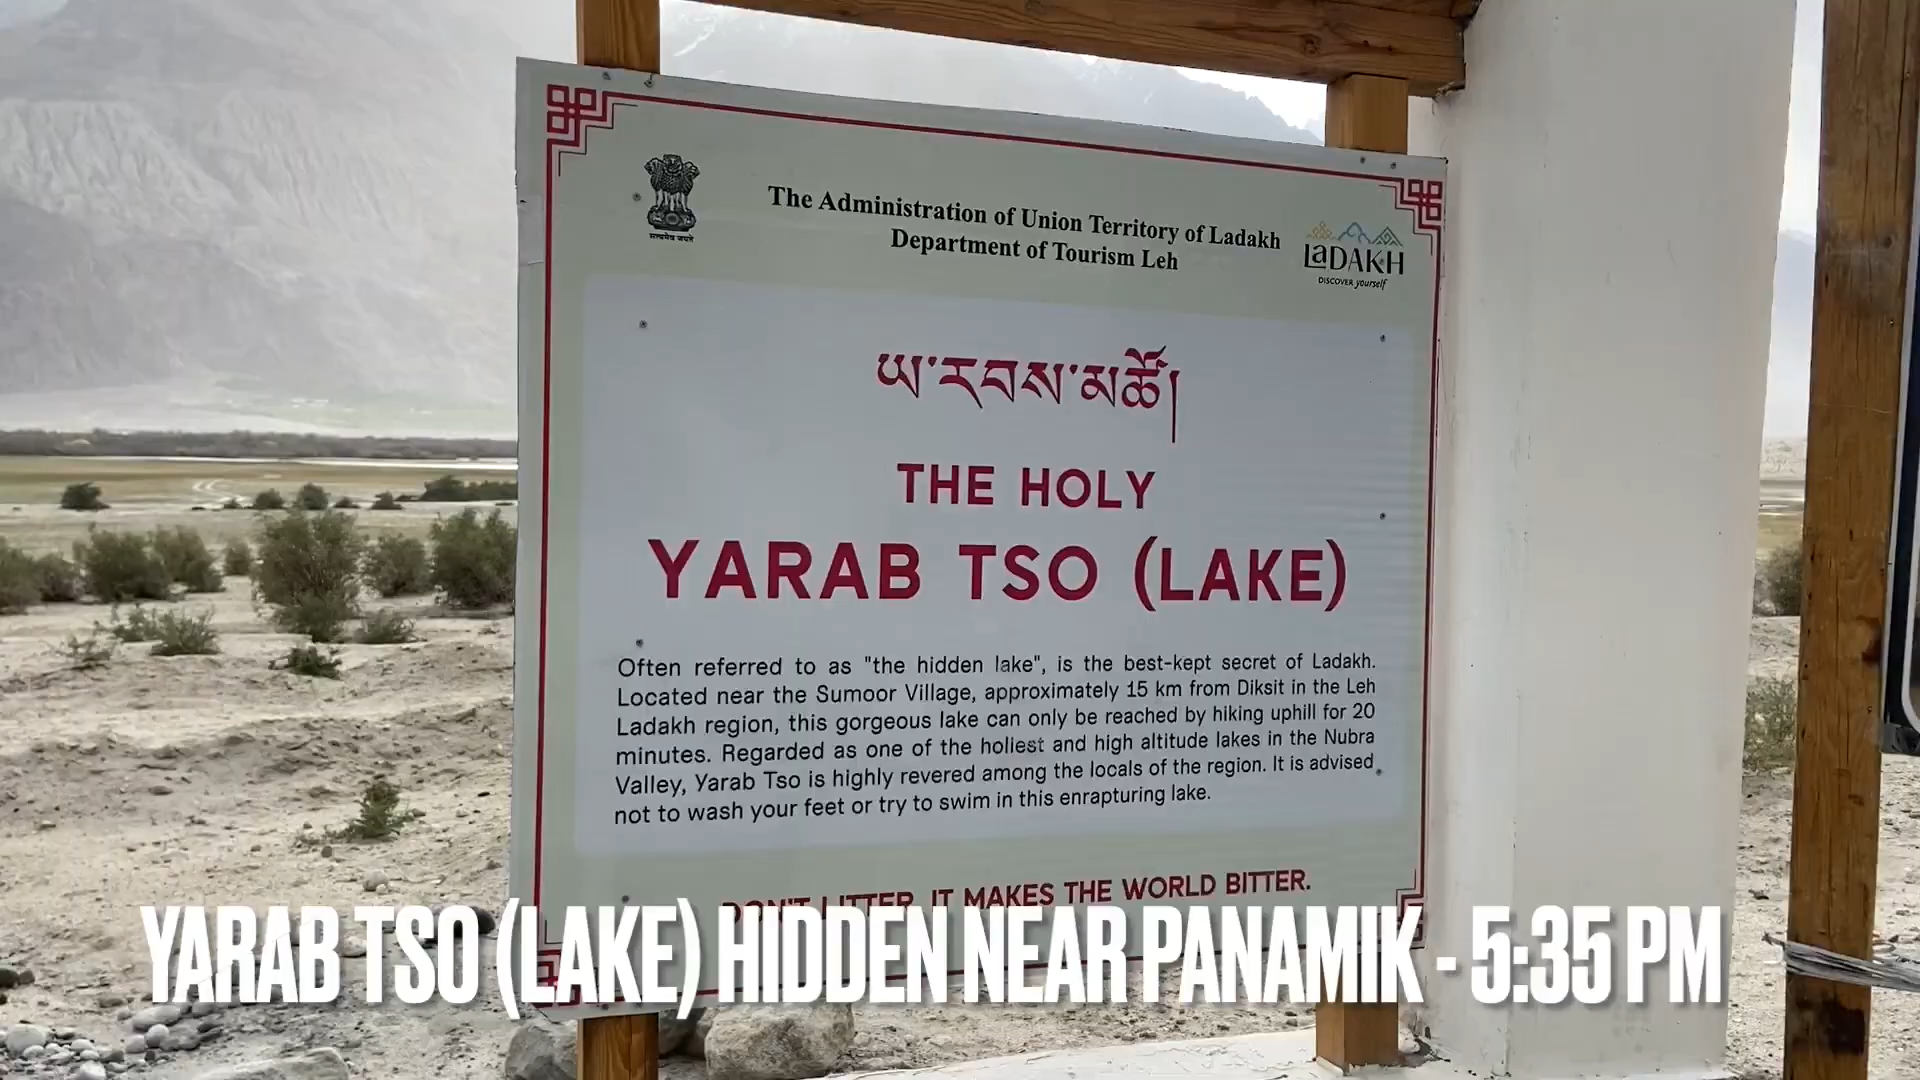 सत्यमेव जयते
The Administration of Union Territory of Ladakh
Department of Tourism Leh
LaDAKH
DISCOVER yourself
ཡ་རབས་མཚོ།
THE HOLY
YARAB TSO (LAKE)
Often referred to as "the hidden lake", is the best-kept secret of Ladakh.
Located near the Sumoor Village, approximately 15 km from Diksit in the Leh
Ladakh region, this gorgeous lake can only be reached by hiking uphill for 20
minutes. Regarded as one of the holiest and high altitude lakes in the Nubra
Valley, Yarab Tso is highly revered among the locals of the region. It is advised
not to wash your feet or try to swim in this enrapturing lake.
DON'T LITTER, IT MAKES THE WORLD BITTER.
YARAB TSO (LAKE) HIDDEN NEAR PANAMIK - 5:35 PM